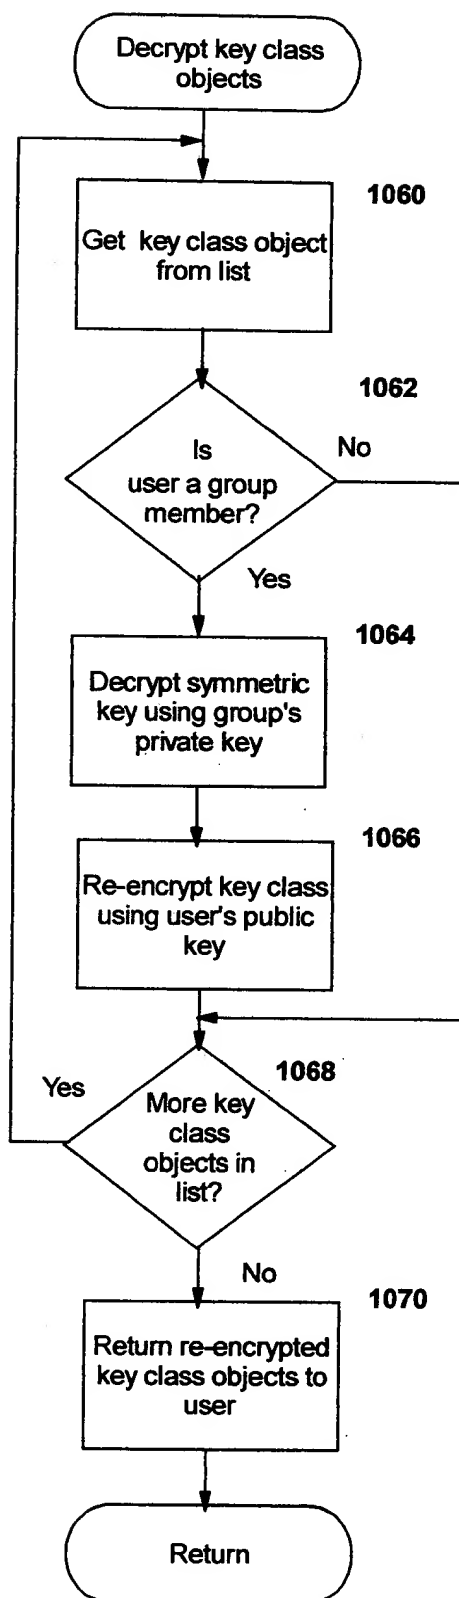 Decrypt key class
objects
1060
Get key class object
from list
1062
Is
user a group
member?
No
Yes
1064
Decrypt symmetric
key using group's
private key
1066
Re-encrypt key class
using user's public
key
1068
Yes
More key
class
objects in
list?
No
1070
Return re-encrypted
key class objects to
user
Return